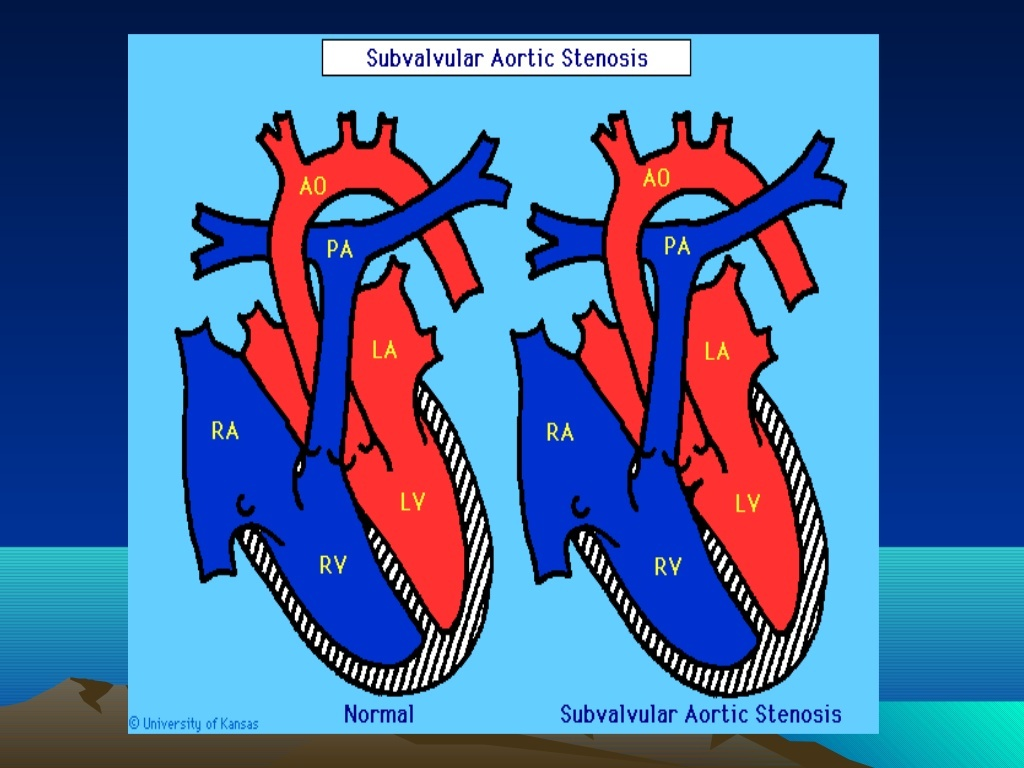 Subvalvular Aortic Stenosis
AO
PA
LA
RA
LV
RV
AO
PA
LA
RA
LV
RV
Normal
Subvalvular Aortic Stenosis
© University of Kansas